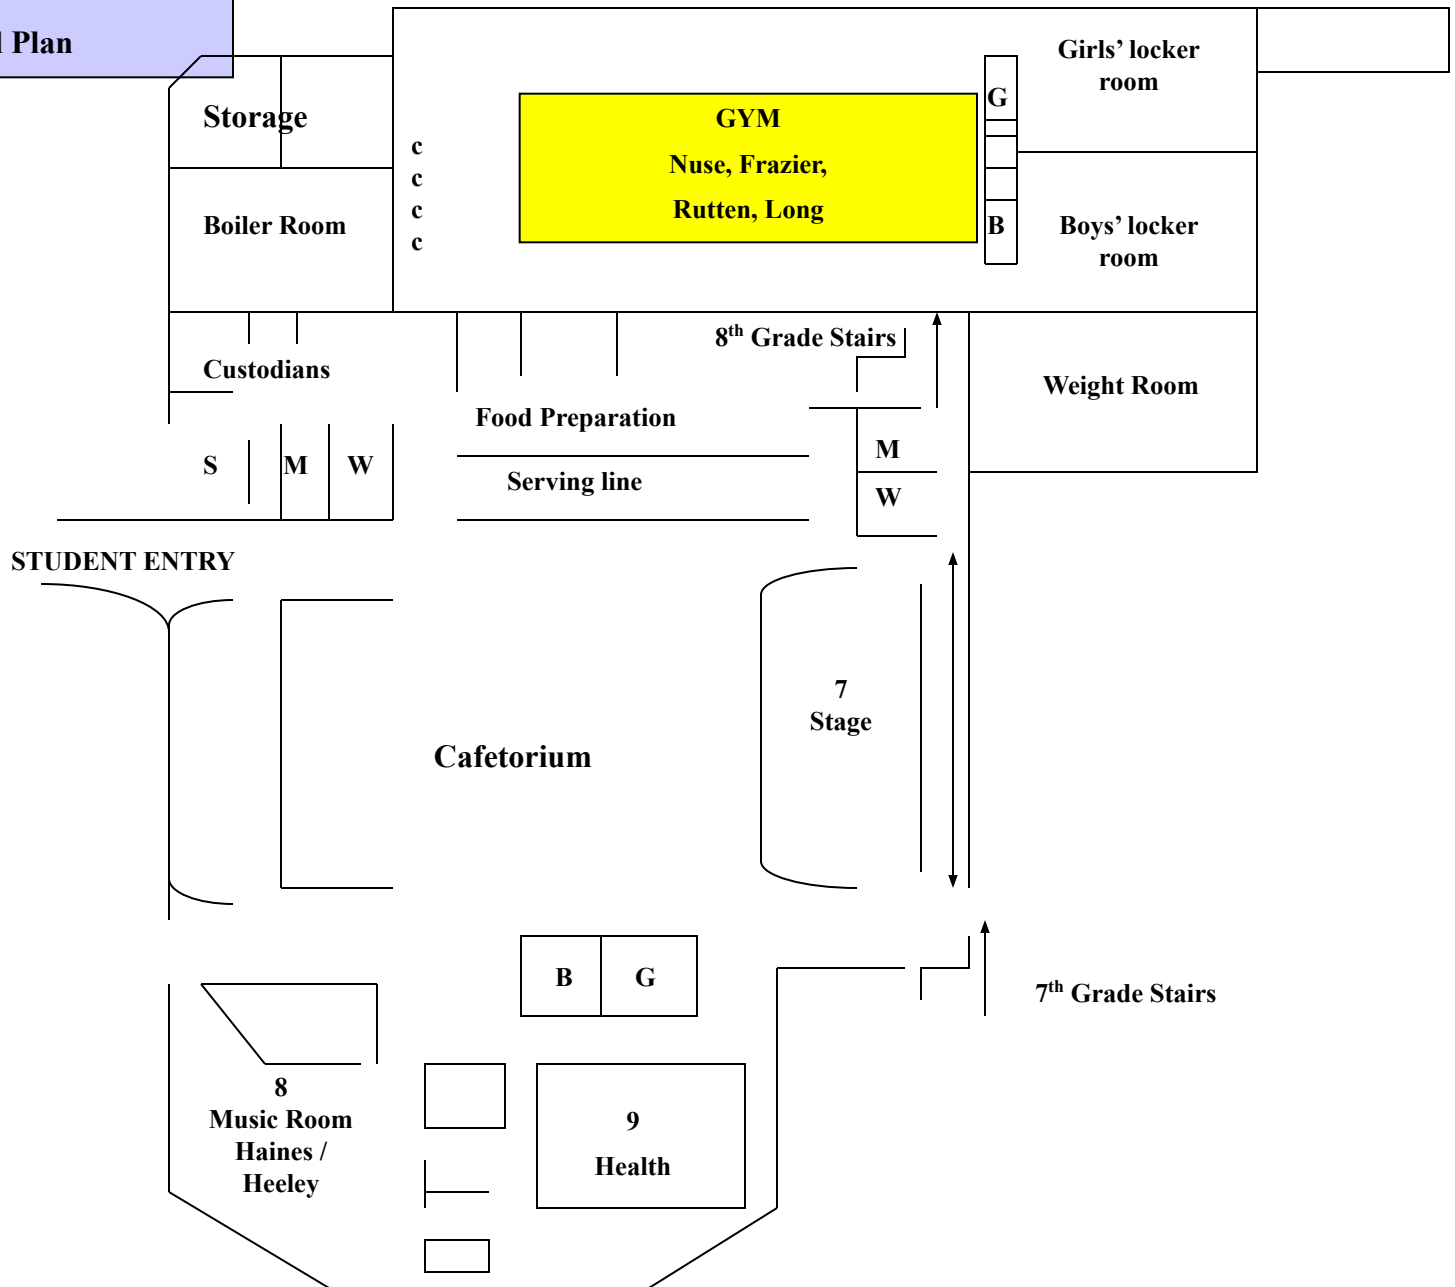 Plan
Girls' locker
room
Storage
G
GYM
Nuse, Frazier,
Rutten, Long
c
c
c
c
Boiler Room
B
Boys' locker
room
8th Grade Stairs
Custodians
Weight Room
Food Preparation
S
M
W
M
Serving line
W
STUDENT ENTRY
7
Stage
Cafetorium
B
G
7th Grade Stairs
8
Music Room
Haines /
Heeley
9
Health